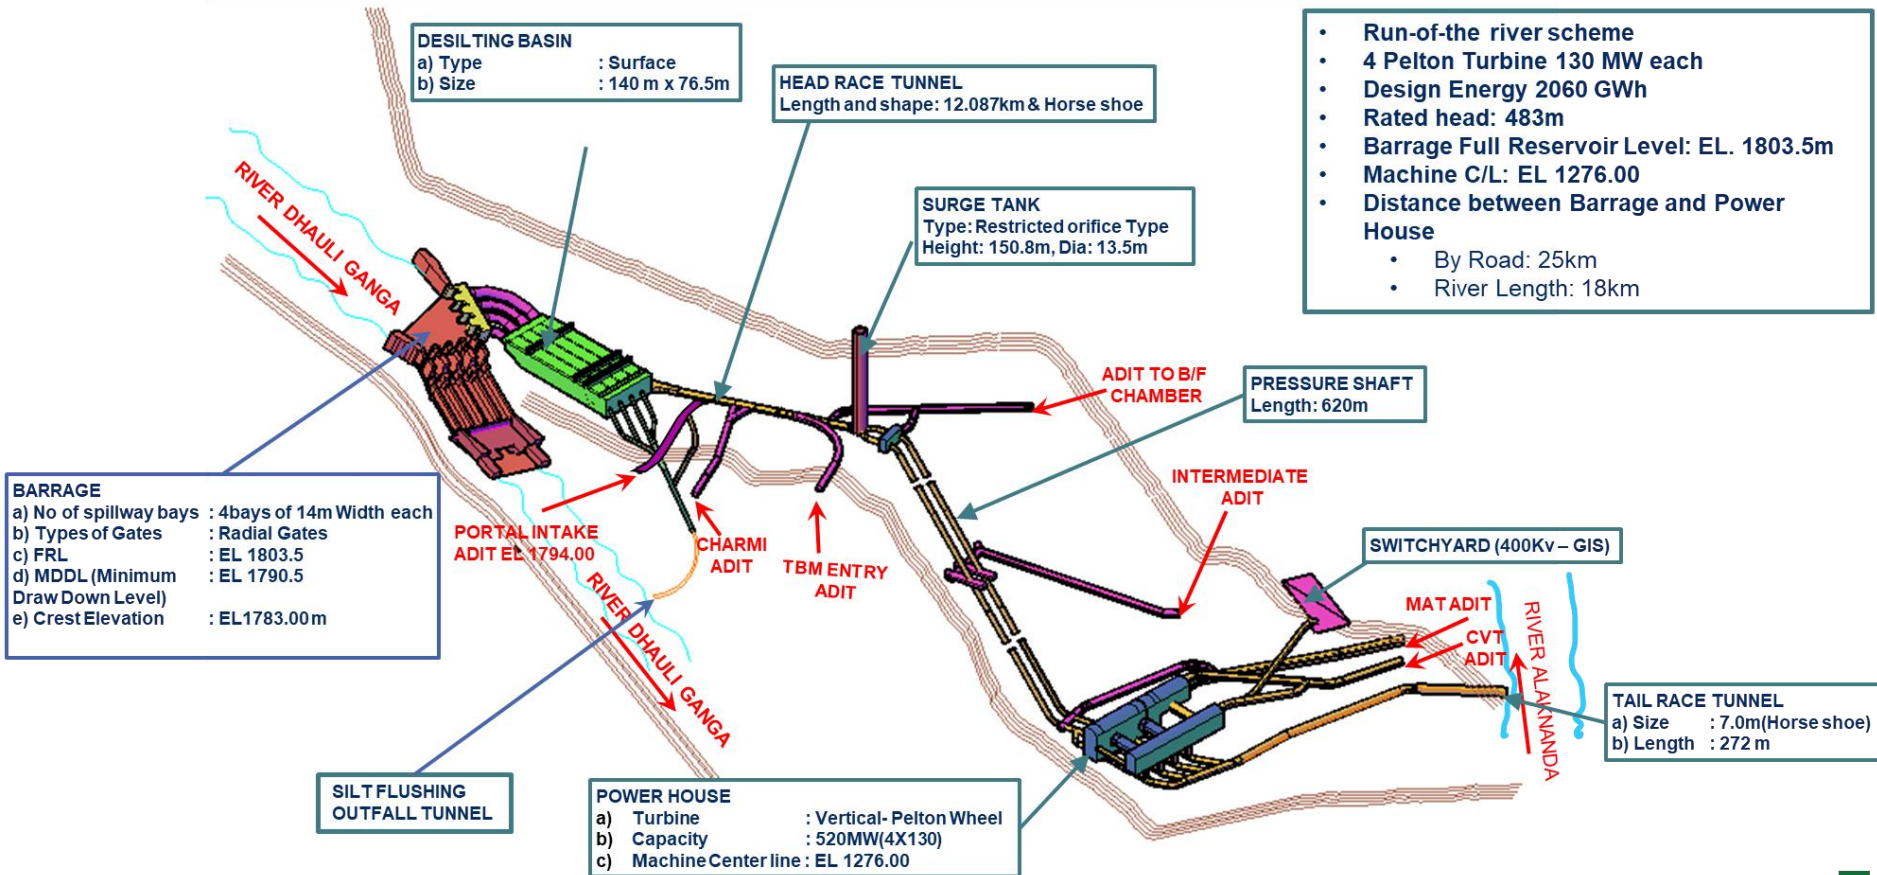 DESILTING BASIN
a) Type : Surface
b) Size : 140 m x 76.5m
HEAD RACE TUNNEL
Length and shape: 12.087km & Horse shoe
• Run-of-the river scheme
• 4 Pelton Turbine 130 MW each
• Design Energy 2060 GWh
• Rated head: 483m
• Barrage Full Reservoir Level: EL. 1803.5m
• Machine C/L: EL 1276.00
• Distance between Barrage and Power
House
• By Road: 25km
• River Length: 18km
RIVER DHAULI GANGA
SURGE TANK
Type: Restricted orifice Type
Height: 150.8m, Dia: 13.5m
ADIT TO B/F
CHAMBER
PRESSURE SHAFT
Length: 620m
BARRAGE
a) No of spillway bays : 4bays of 14m Width each
b) Types of Gates : Radial Gates
c) FRL : EL 1803.5
d) MDDL (Minimum : EL 1790.5
Draw Down Level)
e) Crest Elevation : EL1783.00m
PORTAL INTAKE
ADIT EL 1794.00
CHARMI
ADIT
TBM ENTRY
ADIT
INTERMEDIATE
ADIT
SWITCHYARD (400Kv – GIS)
RIVER DHAULI GANGA
MAT ADIT
CVT
ADIT
RIVER ALAKNANDA
TAIL RACE TUNNEL
a) Size : 7.0m(Horse shoe)
b) Length : 272 m
SILT FLUSHING
OUTFALL TUNNEL
POWER HOUSE
a) Turbine : Vertical- Pelton Wheel
b) Capacity : 520MW(4X130)
c) Machine Center line : EL 1276.00